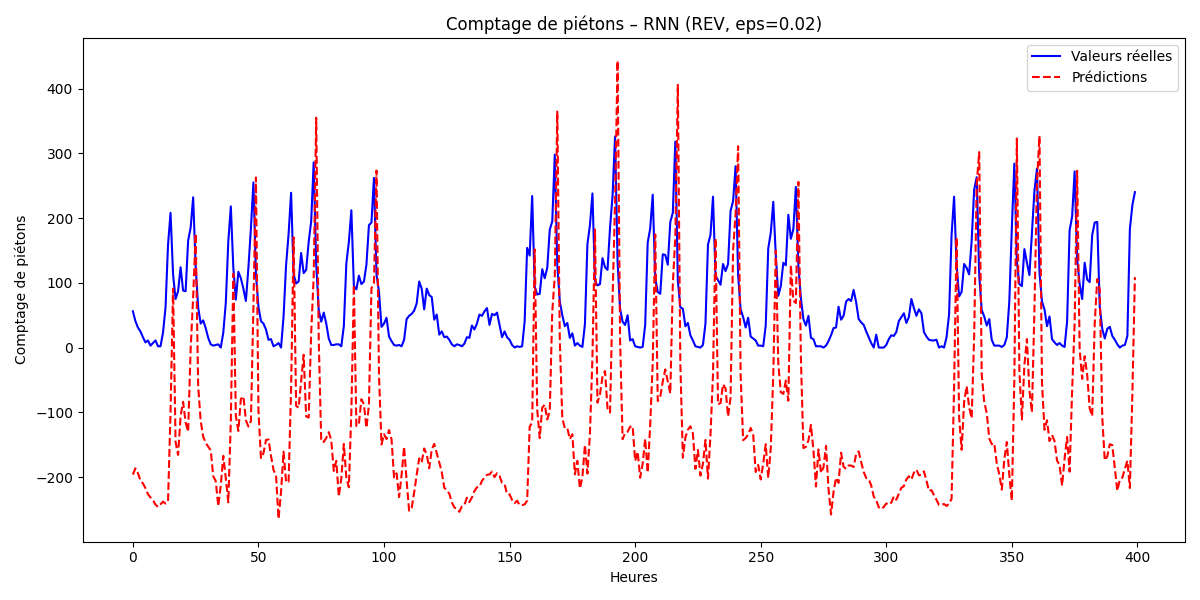 Comptage de piétons – RNN (REV, eps=0.02)
Valeurs réelles
Prédictions
Comptage de piétons
400
300
200
100
0
−100
−200
0 50 100 150 200 250 300 350 400
Heures